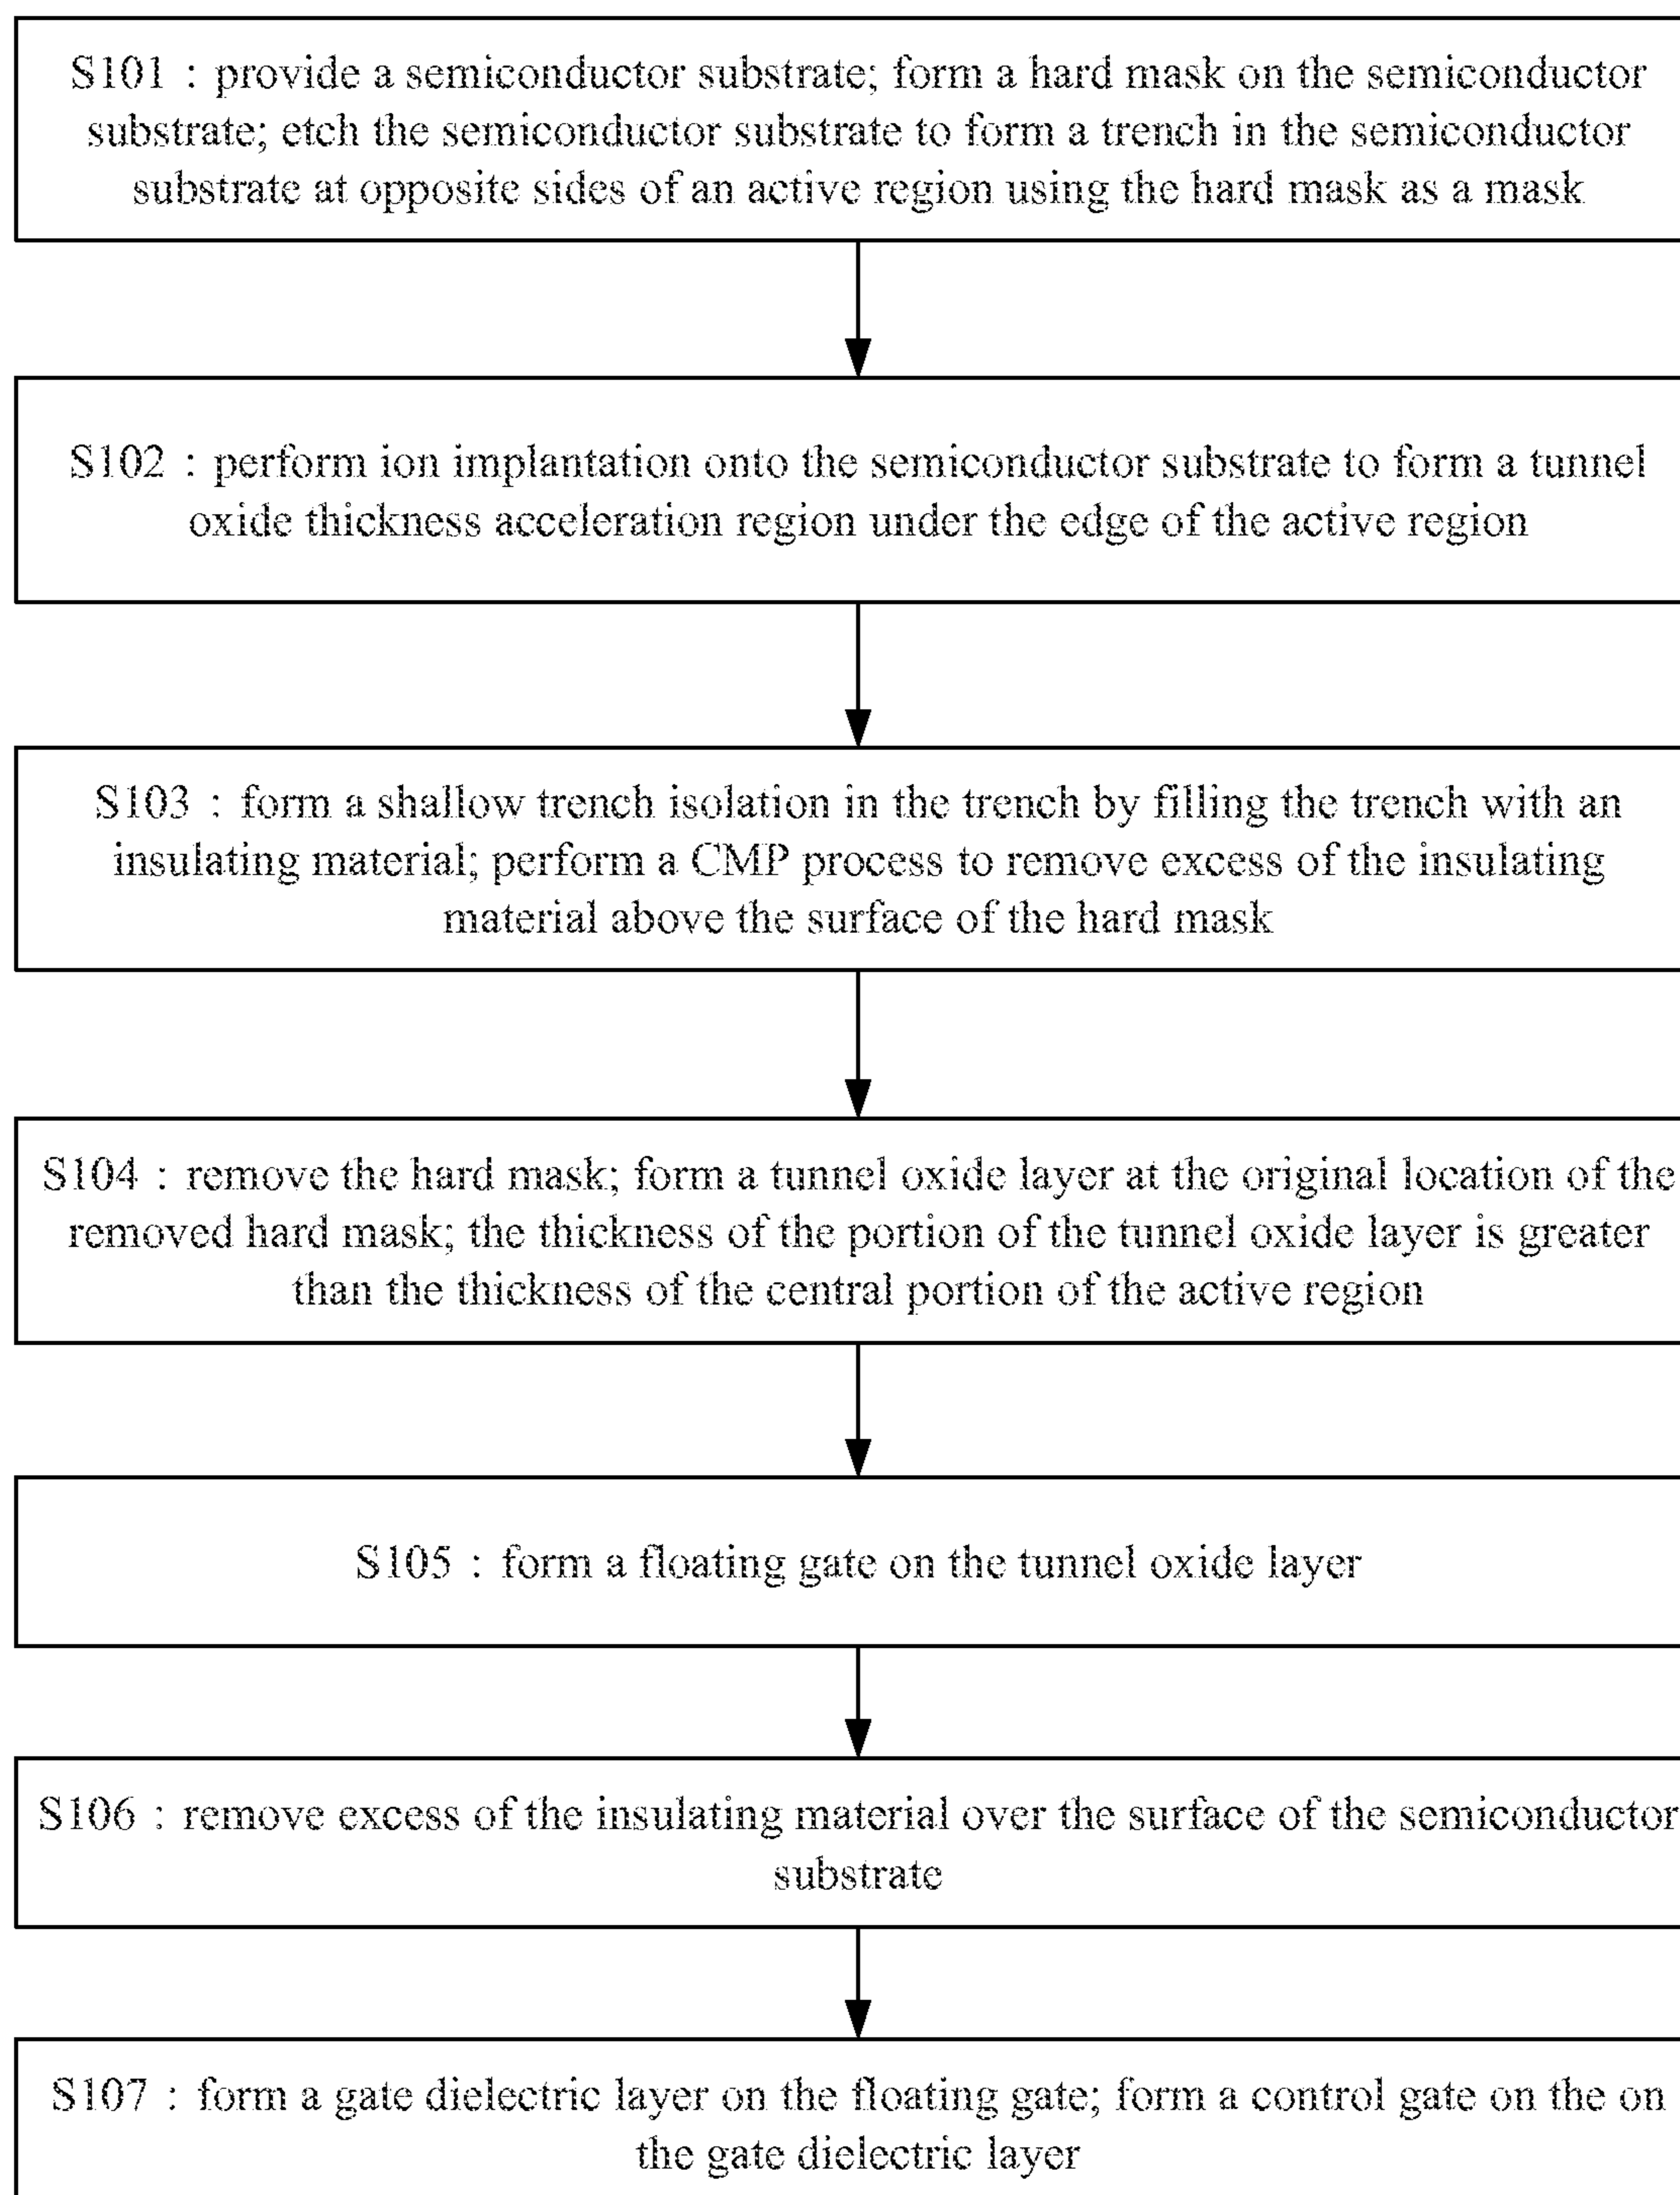 S101 : provide a semiconductor substrate; form a hard mask on the semiconductor
substrate; etch the semiconductor substrate to form a trench in the semiconductor
substrate at opposite sides of an active region using the hard mask as a mask
S102 : perform ion implantation onto the semiconductor substrate to form a tunnel
oxide thickness acceleration region under the edge of the active region
S103 : form a shallow trench isolation in the trench by filling the trench with an
insulating material; perform a CMP process to remove excess of the insulating
material above the surface of the hard mask
S104 : remove the hard mask; form a tunnel oxide layer at the original location of the
removed hard mask; the thickness of the portion of the tunnel oxide layer is greater
than the thickness of the central portion of the active region
S105 : form a floating gate on the tunnel oxide layer
S106 : remove excess of the insulating material over the surface of the semiconductor
substrate
S107 : form a gate dielectric layer on the floating gate; form a control gate on the on
the gate dielectric layer